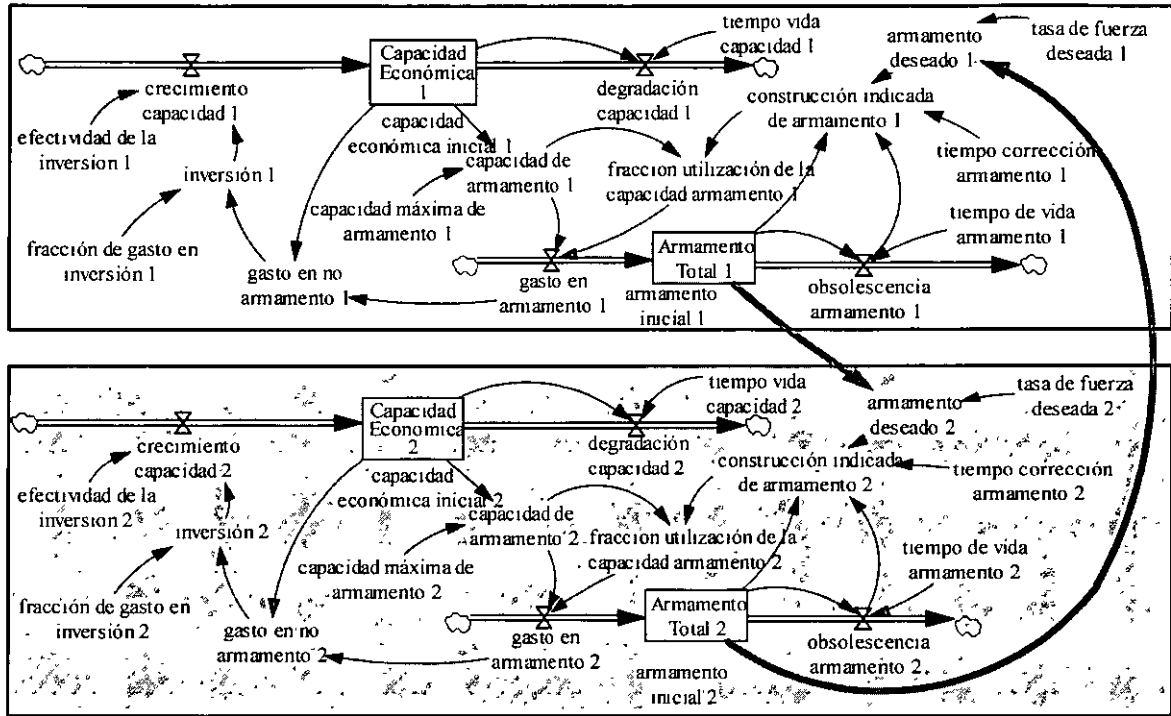 tiempo vida
capacidad 1
armamento
deseado 1
tasa de fuerza
deseada 1
Capacidad
Económica
1
crecimiento
capacidad 1
degradación
capacidad 1
construcción indicada
de armamento 1
efectividad de la
inversion 1
capacidad
económica inicial 1
capacidad de
armamento 1
fraccion utilización de la
capacidad armamento 1
tiempo corrección
armamento 1
inversión 1
capacidad máxima de
armamento 1
tiempo de vida
armamento 1
fracción de gasto en
inversión 1
gasto en no
armamento 1
gasto en
armamento 1
Armamento
Total 1
armamento
inicial 1
obsolescencia
armamento 1
tiempo vida
capacidad 2
armamento
deseado 2
tasa de fuerza
deseada 2
Capacidad
Económica
2
crecimiento
capacidad 2
degradación
capacidad 2
construcción indicada
de armamento 2
tiempo corrección
armamento 2
efectividad de la
inversion 2
capacidad
económica inicial 2
capacidad de
armamento 2
fraccion utilización de la
capacidad armamento 2
inversión 2
capacidad máxima de
armamento 2
tiempo de vida
armamento 2
fracción de gasto en
inversión 2
gasto en no
armamento 2
gasto en
armamento 2
Armamento
Total 2
armamento
inicial 2
obsolescencia
armamento 2